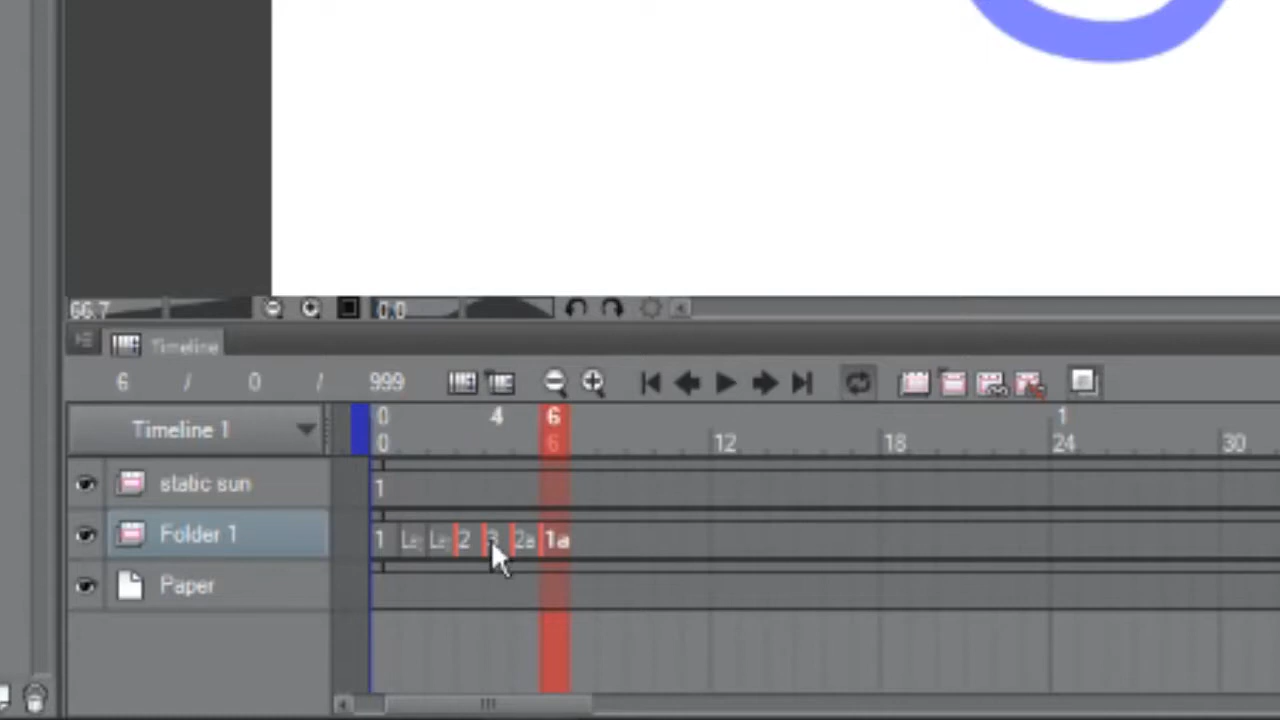 66.7 0.0
Timeline
6 / 0 / 999
Timeline 1
0 4 6 1
0 6 12 18 24 30
static sun 1
Folder 1 1 2 3 2a 1a
Paper